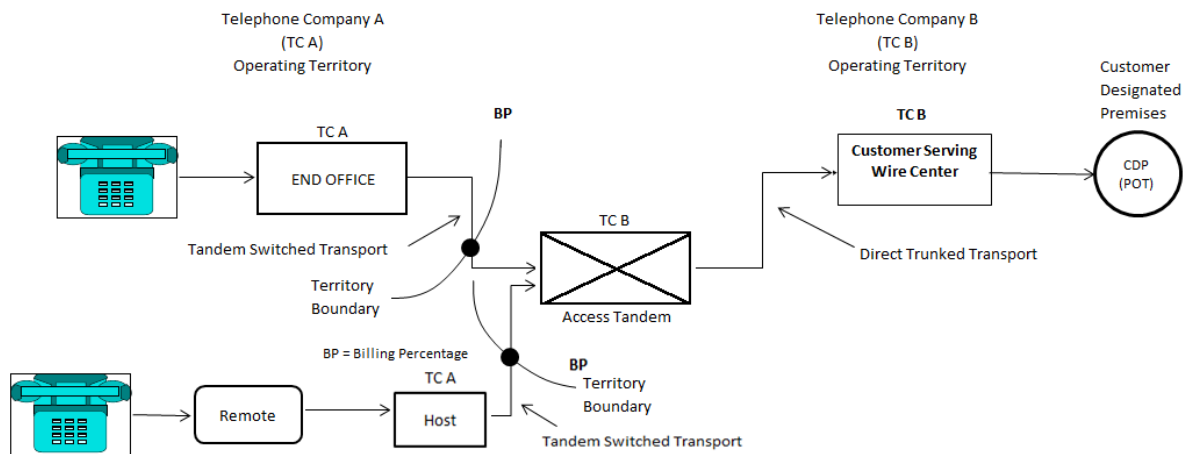 Telephone Company A
(TC A)
Operating Territory
Telephone Company B
(TC B)
Operating Territory
Customer
Designated
Premises
BP
TC A
END OFFICE
TC B
Customer Serving
Wire Center
CDP
(POT)
Tandem Switched Transport
Territory
Boundary
TC B
Access Tandem
Direct Trunked Transport
BP = Billing Percentage
BP
Territory
Boundary
TC A
Remote
Host
Tandem Switched Transport